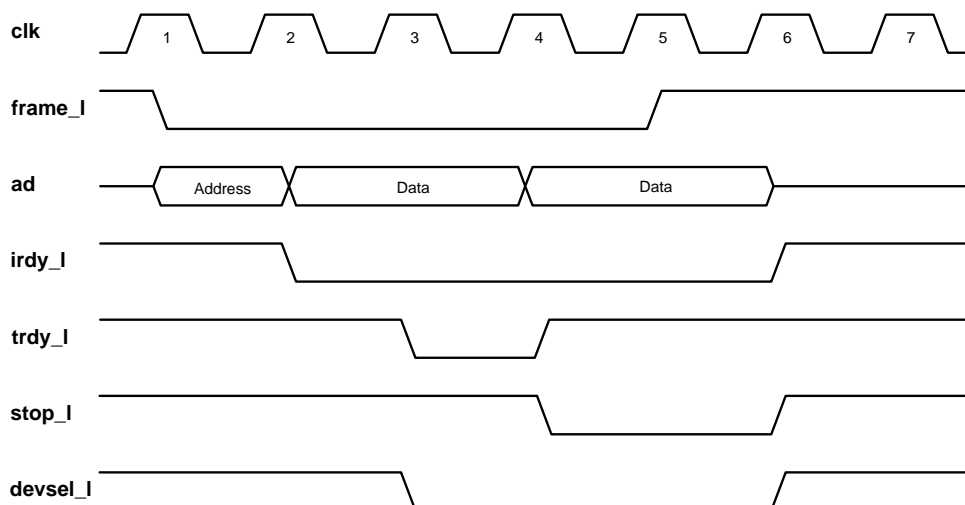 clk 1 2 3 4 5 6 7
frame_l
ad Address Data Data
irdy_l
trdy_l
stop_l
devsel_l